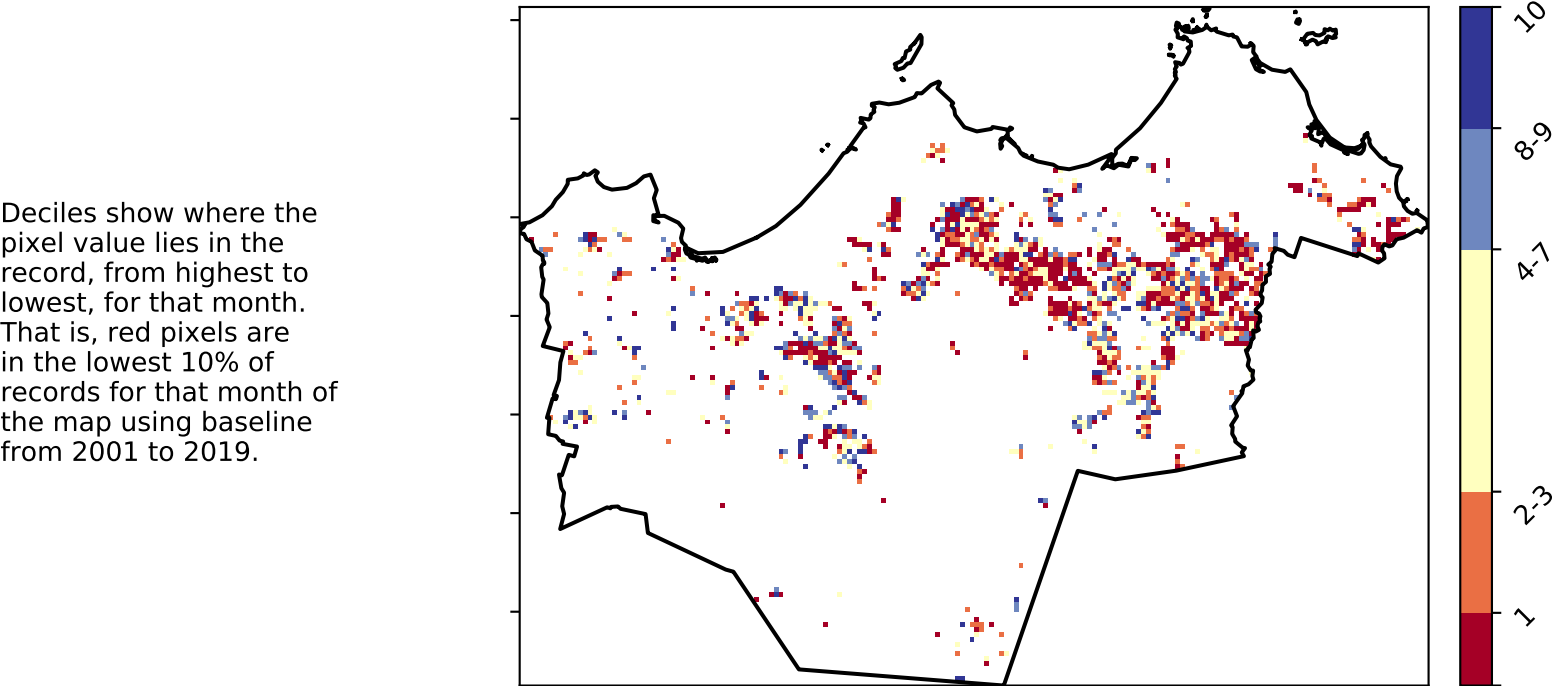 Deciles show where the
pixel value lies in the
record, from highest to
lowest, for that month.
That is, red pixels are
in the lowest 10% of
records for that month of
the map using baseline
from 2001 to 2019.
10
8-9
4-7
2-3
1